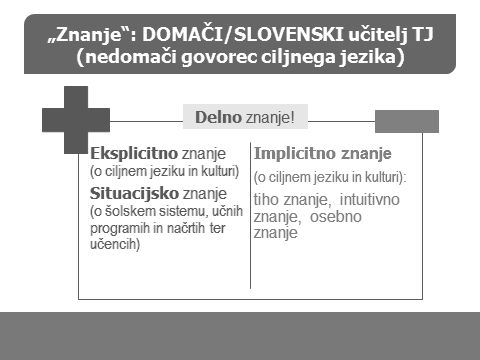 „Znanje“: DOMAČI/SLOVENSKI učitelj TJ
(nedomači govorec ciljnega jezika)
Delno znanje!
Eksplicitno znanje
(o ciljnem jeziku in kulturi)
Situacijsko znanje
(o šolskem sistemu, učnih
programih in načrtih ter
učencih)
Implicitno znanje
(o ciljnem jeziku in kulturi):
tiho znanje, intuitivno
znanje, osebno
znanje